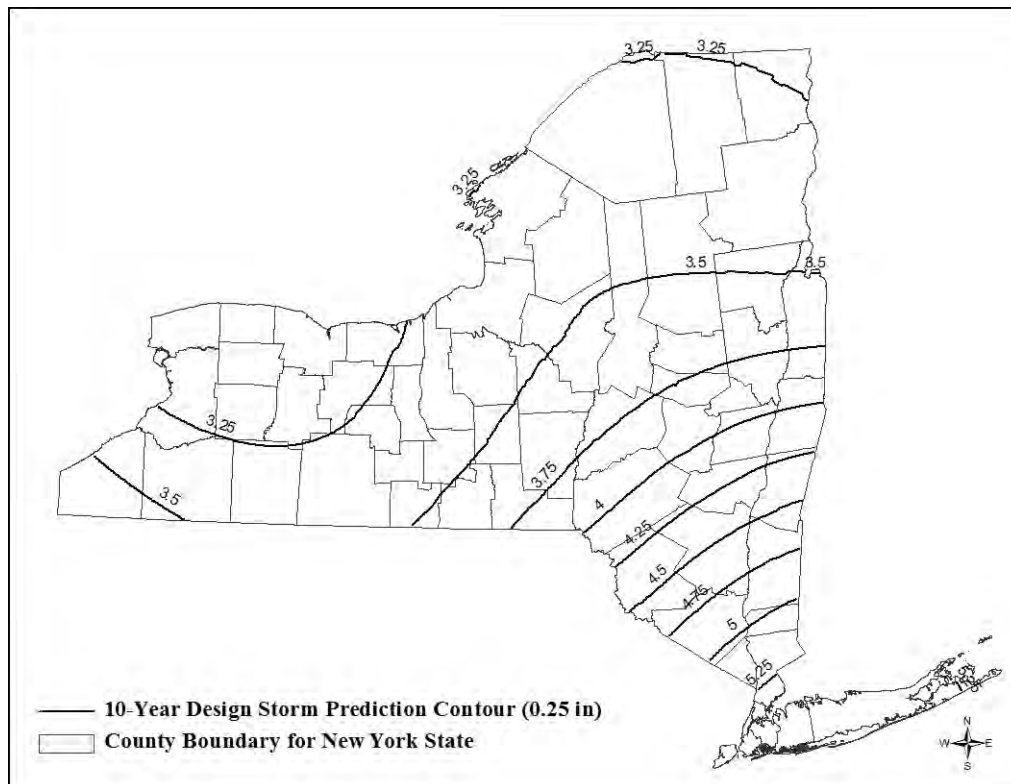 3.25 3.25
3.25
3.5 3.5
3.25
3.5
3.75
4
4.25
4.5
4.75
5
5.25
10-Year Design Storm Prediction Contour (0.25 in)
County Boundary for New York State
N
W E
S